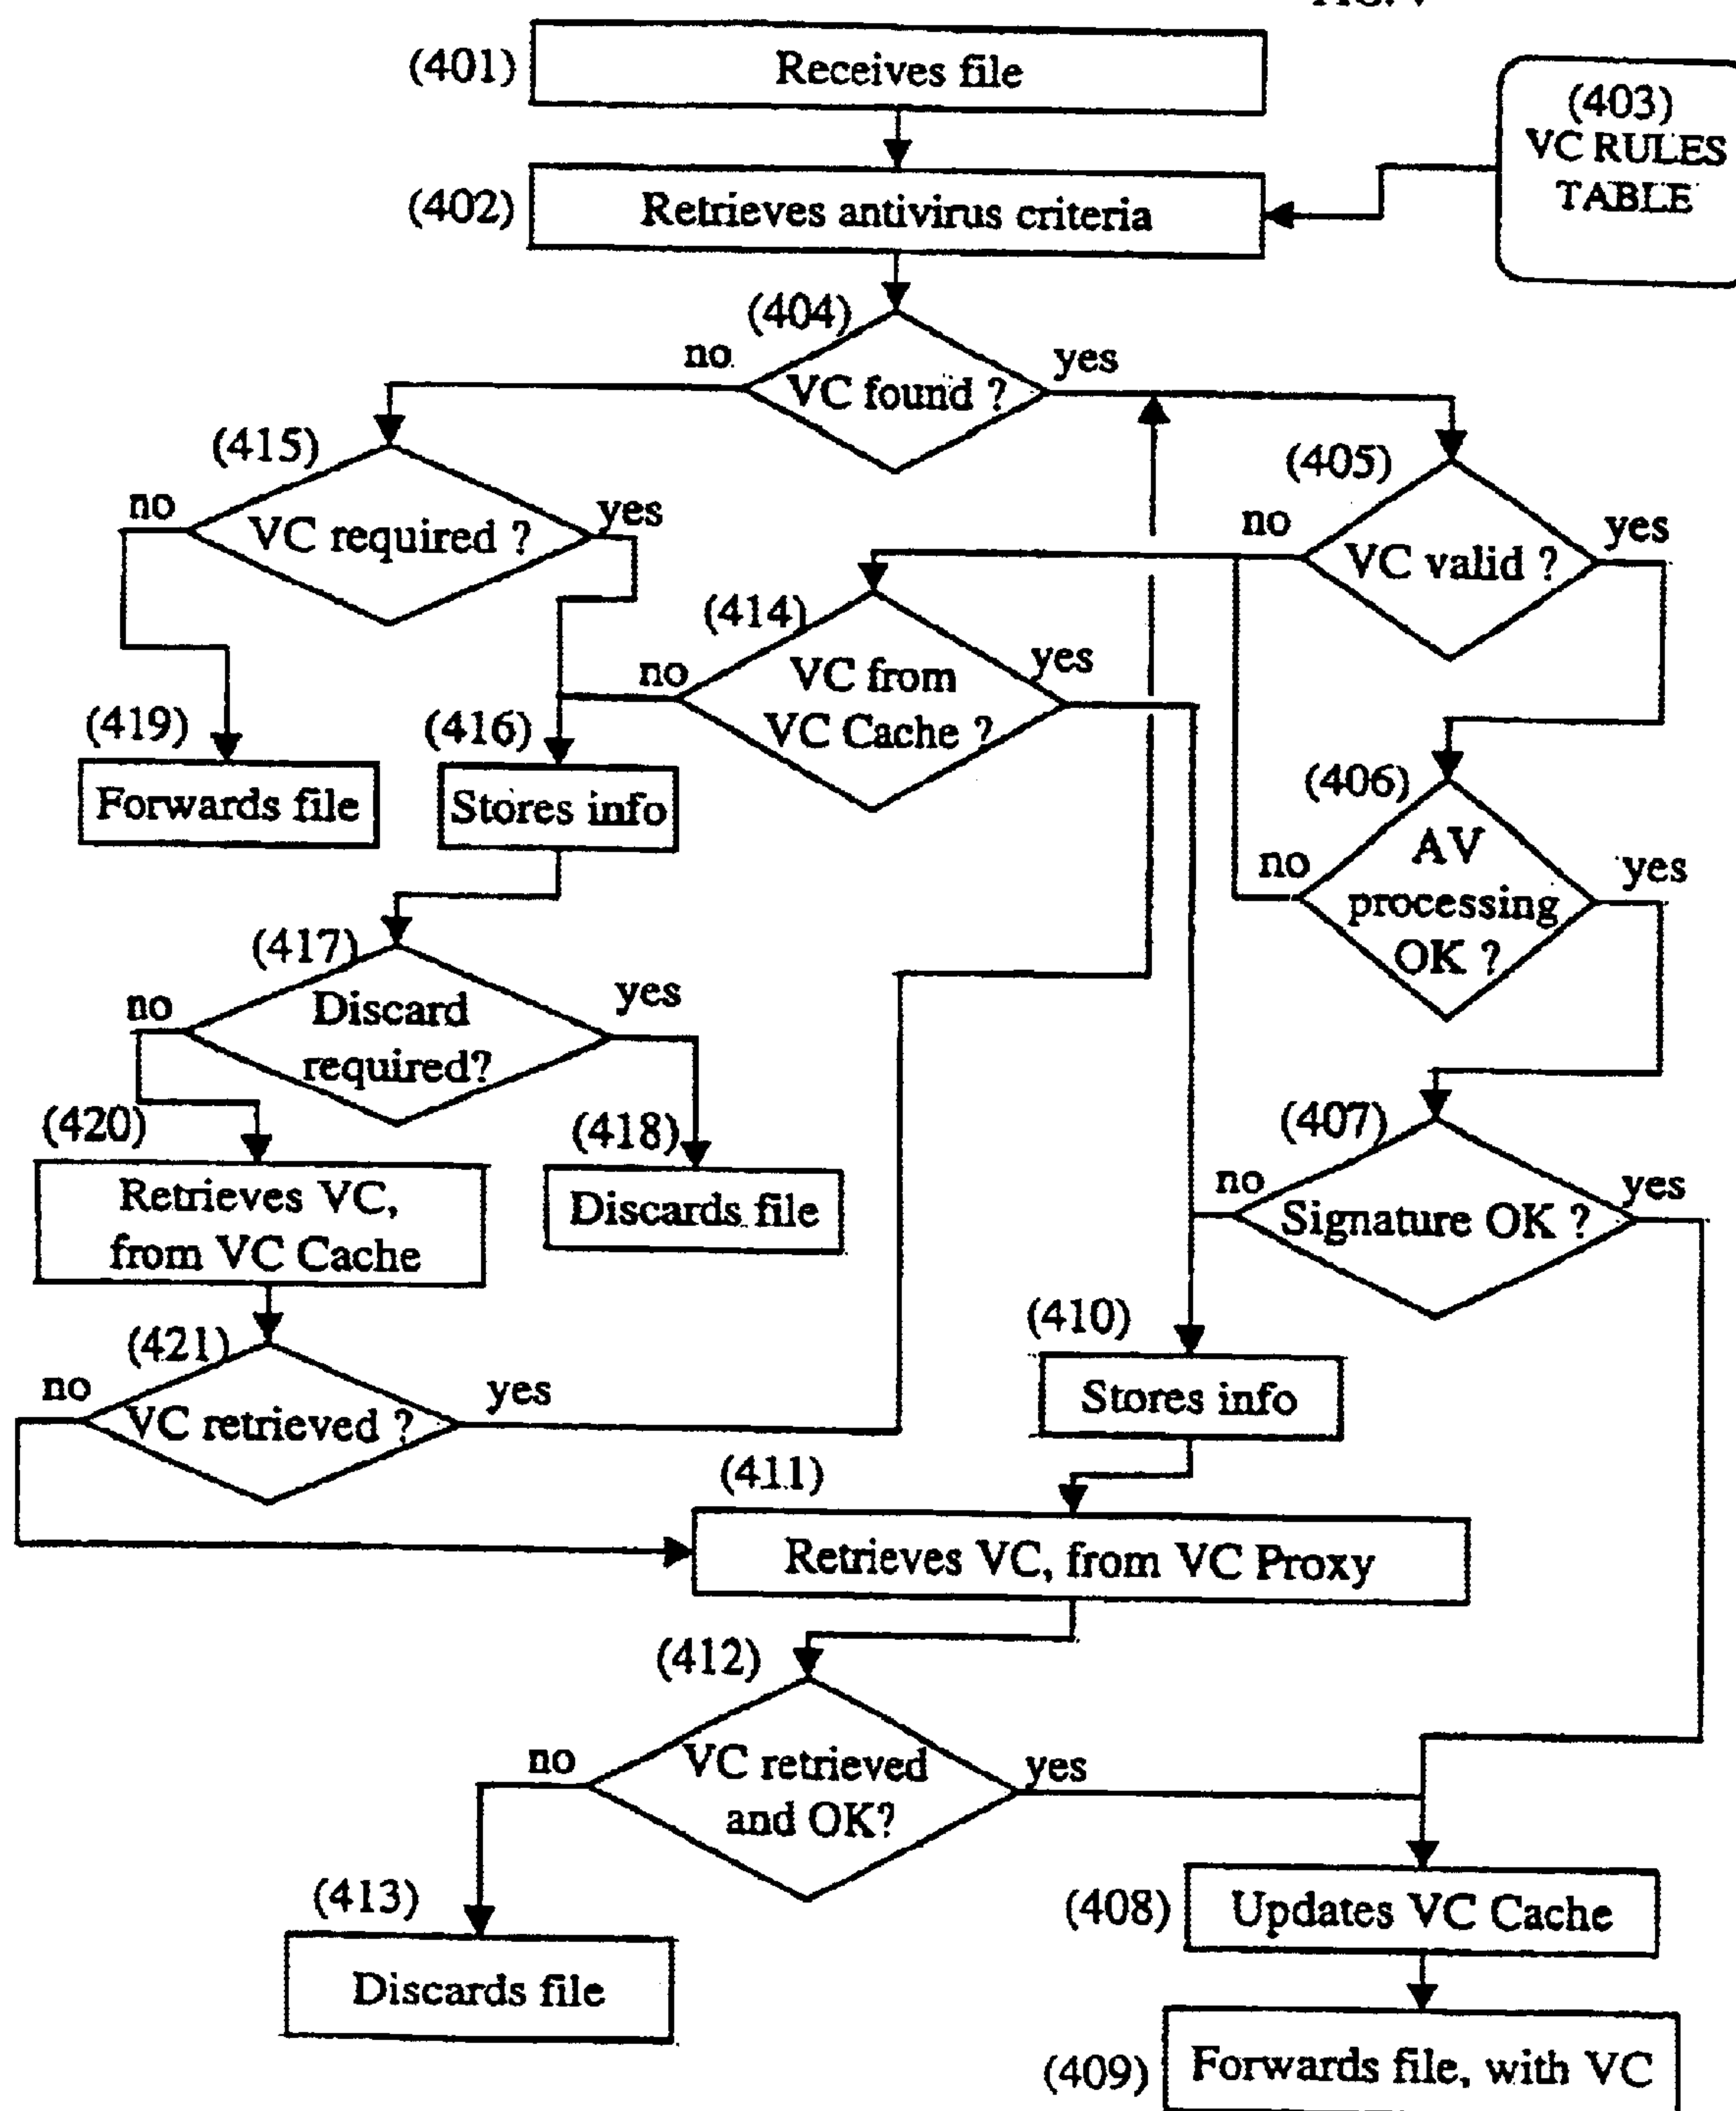 (401)
Receives file
(403)
VC RULES
TABLE
(402)
Retrieves antivirus criteria
(404)
no
yes
VC found ?
(415)
no
yes
VC required ?
(405)
no
yes
VC valid ?
(414)
no
yes
VC from
VC Cache ?
(419)
Forwards file
(416)
Stores info
(406)
no
yes
AV
processing
OK ?
(417)
no
yes
Discard
required?
(420)
Retrieves VC,
from VC Cache
(418)
Discards file
(407)
no
yes
Signature OK ?
(421)
no
yes
VC retrieved ?
(410)
Stores info
(411)
Retrieves VC, from VC Proxy
(412)
no
yes
VC retrieved
and OK?
(413)
Discards file
(408)
Updates VC Cache
(409)
Forwards file, with VC